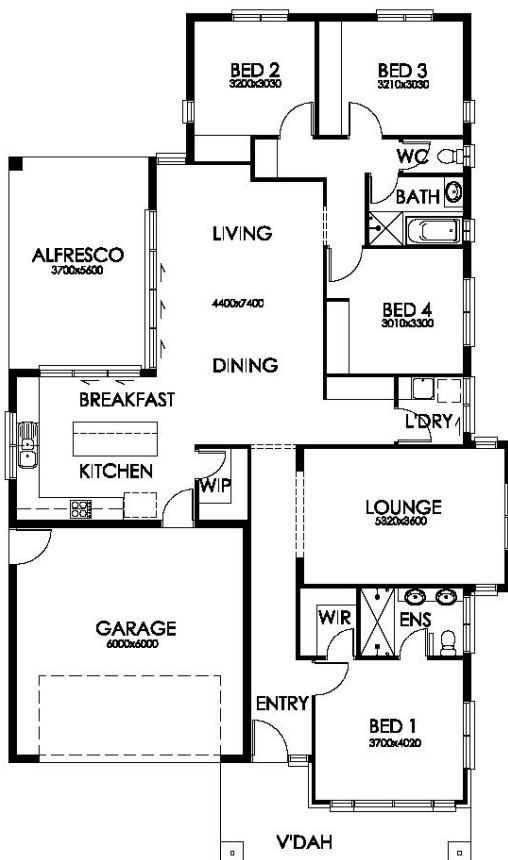 BED 2
3200x3030
BED 3
3210x3030
WC
BATH
LIVING
ALFRESCO
3700x5600
4400x7400
BED 4
3010x3300
DINING
BREAKFAST
L'DRY
KITCHEN
WIP
LOUNGE
5320x3600
WIR
ENS
GARAGE
6000x6000
ENTRY
BED 1
3700x4020
V'DAH